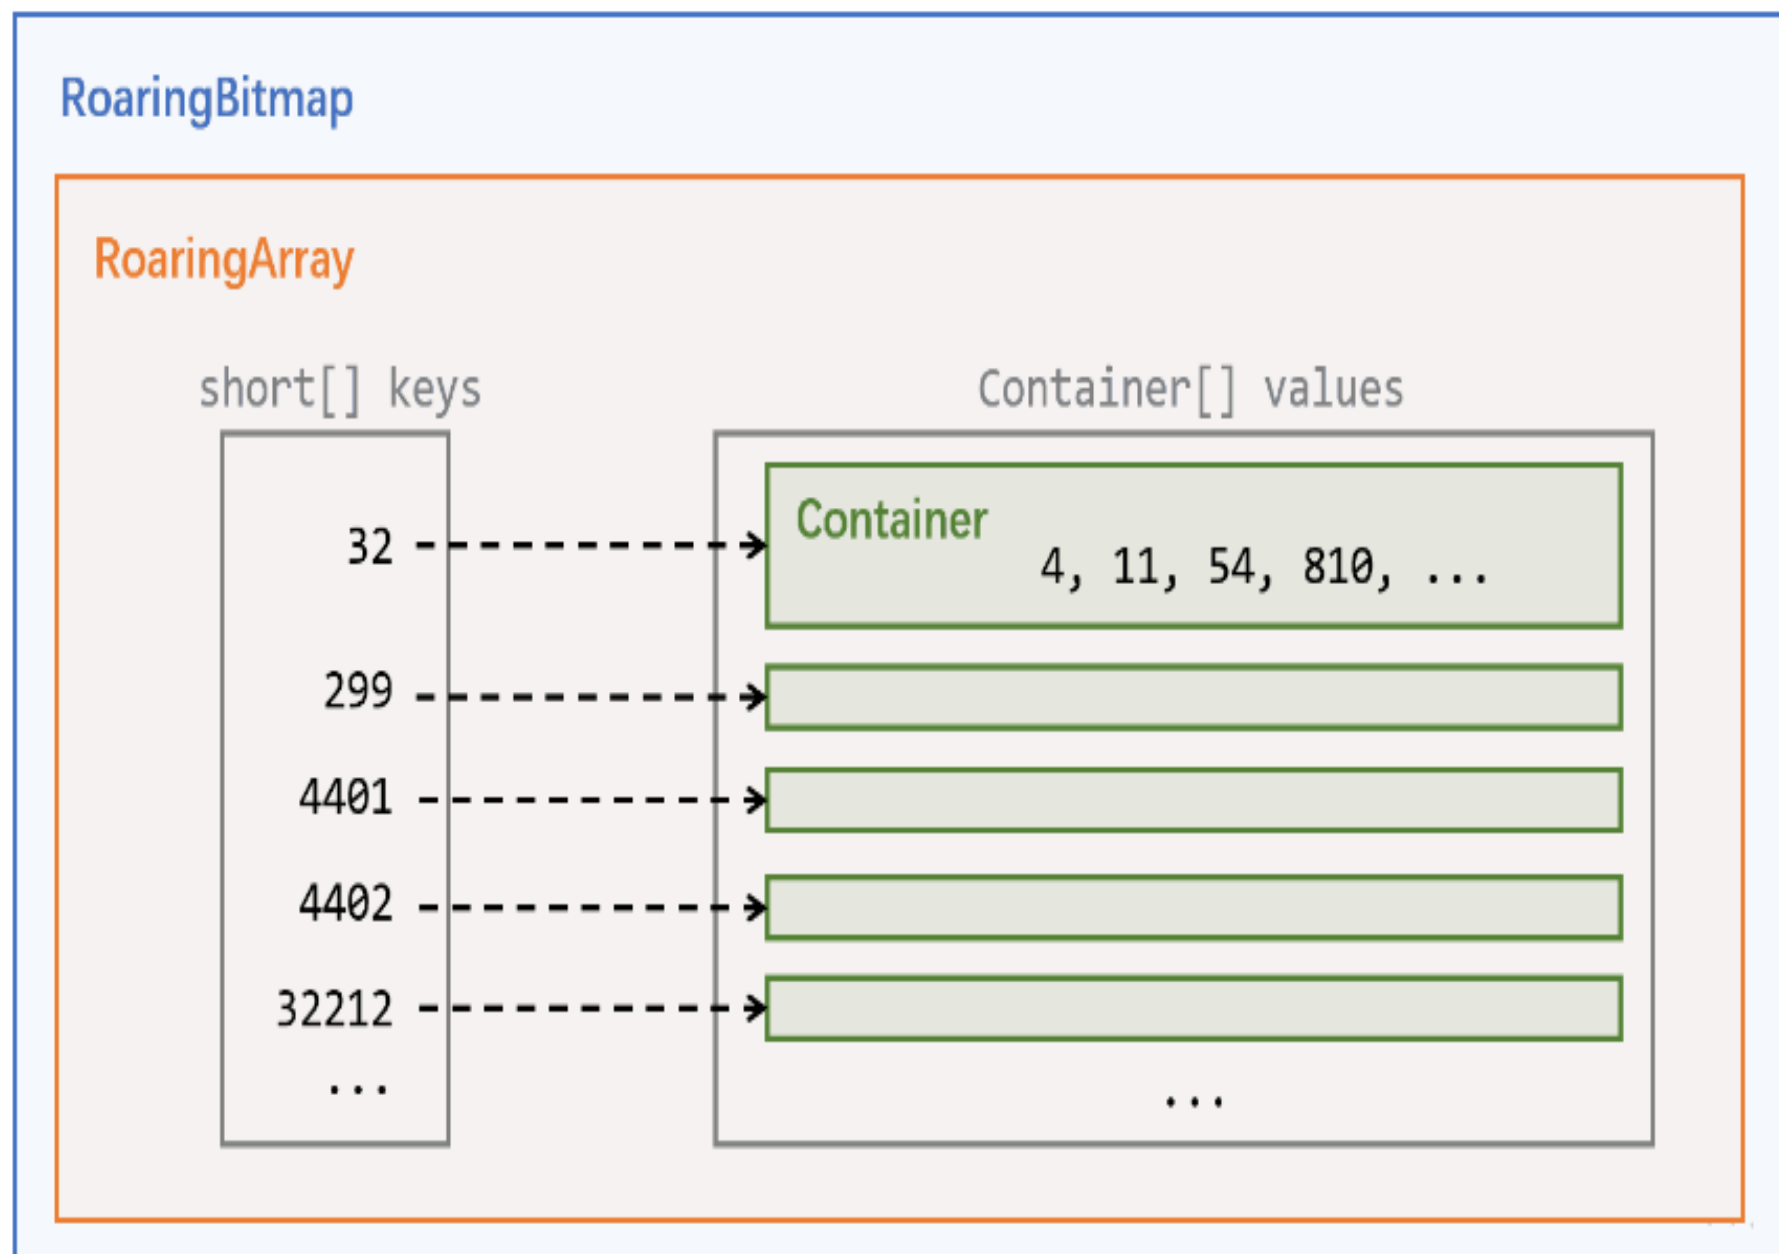 RoaringBitmap
RoaringArray
short[] keys
Container[] values
32
Container
4, 11, 54, 810, ...
299
4401
4402
32212
...
...